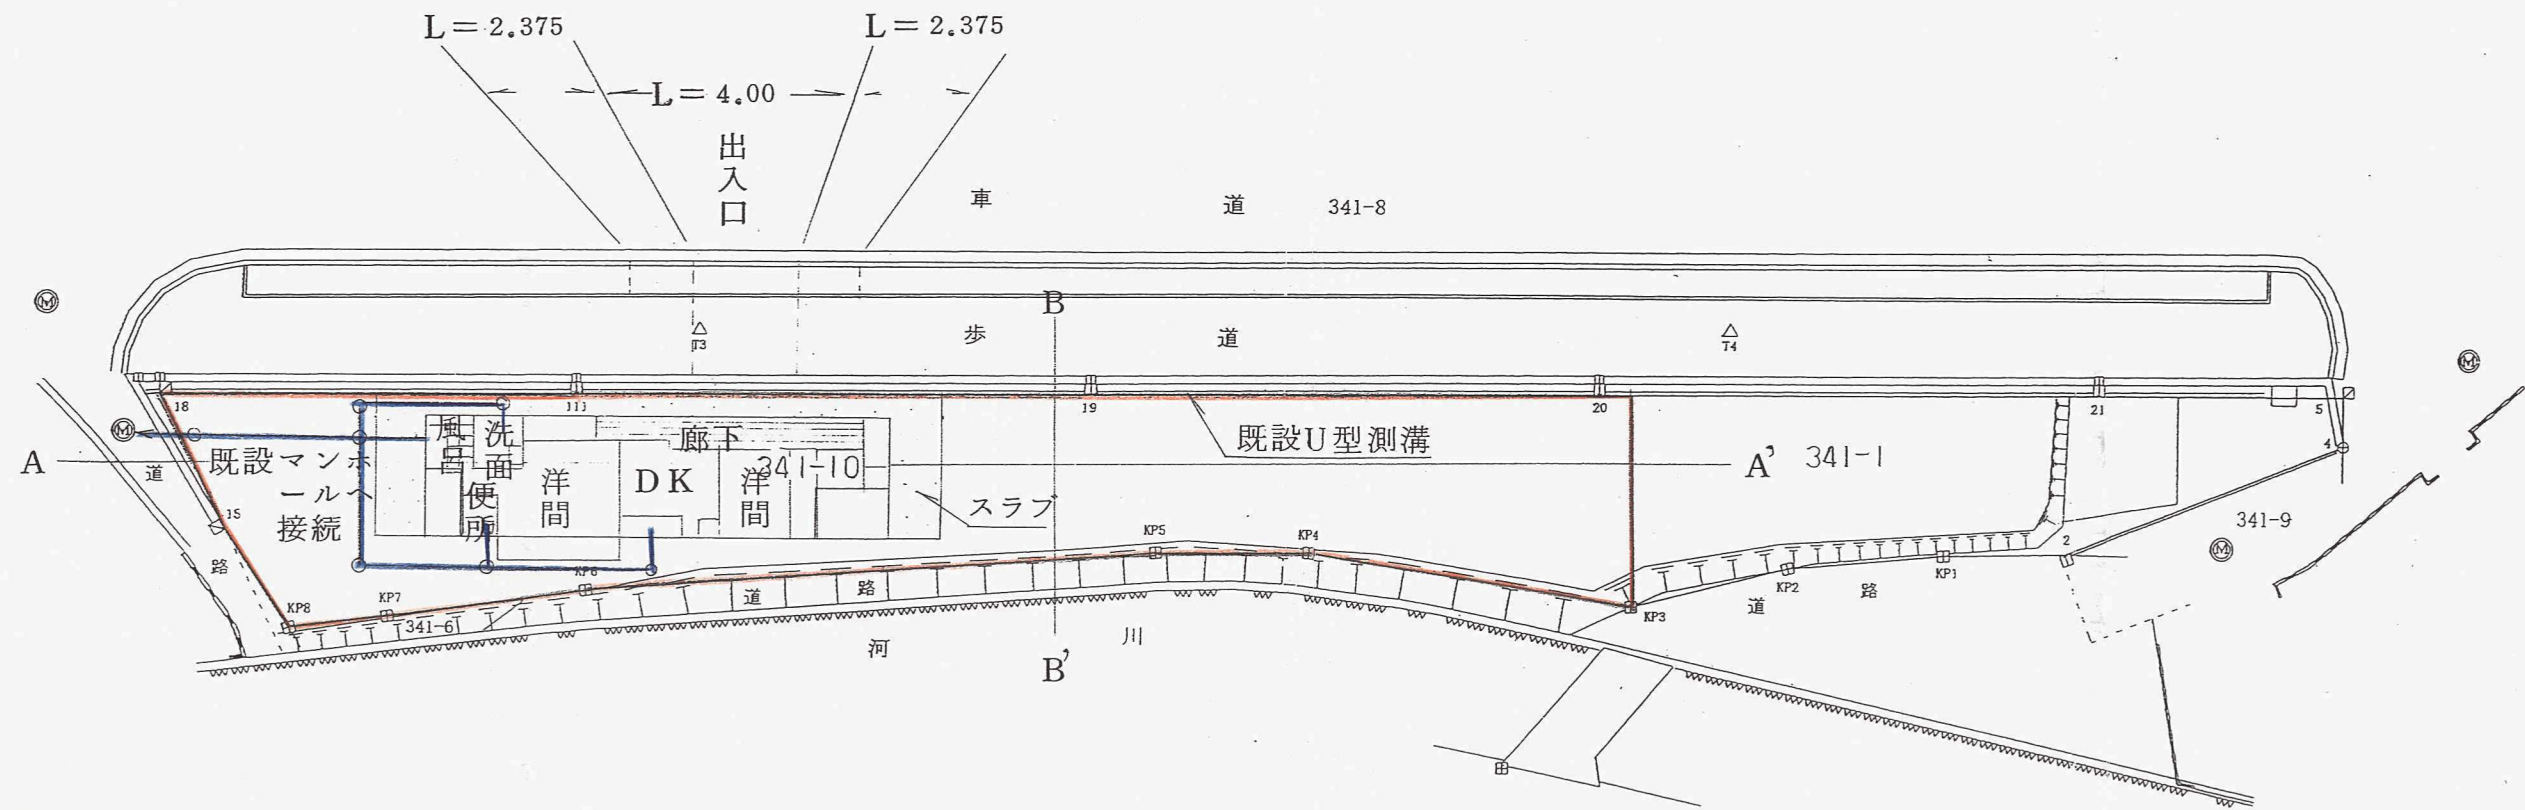 L=2.375
L=2.375
L=4.00
出入口
車道 341-8
B
歩道
T3
T4
18
111
19
20
21
5
4
風呂
洗面
廊下
既設U型測溝
A
既設マンホ
ールへ
接続
道路
341-10
A' 341-1
便所
洋間
DK
洋間
スラブ
15
341-9
KP5
KP4
2
KP6
KP2
KP1
KP8
KP7
KP3
道路
道路
341-6
河川
B'
M
M
M
M